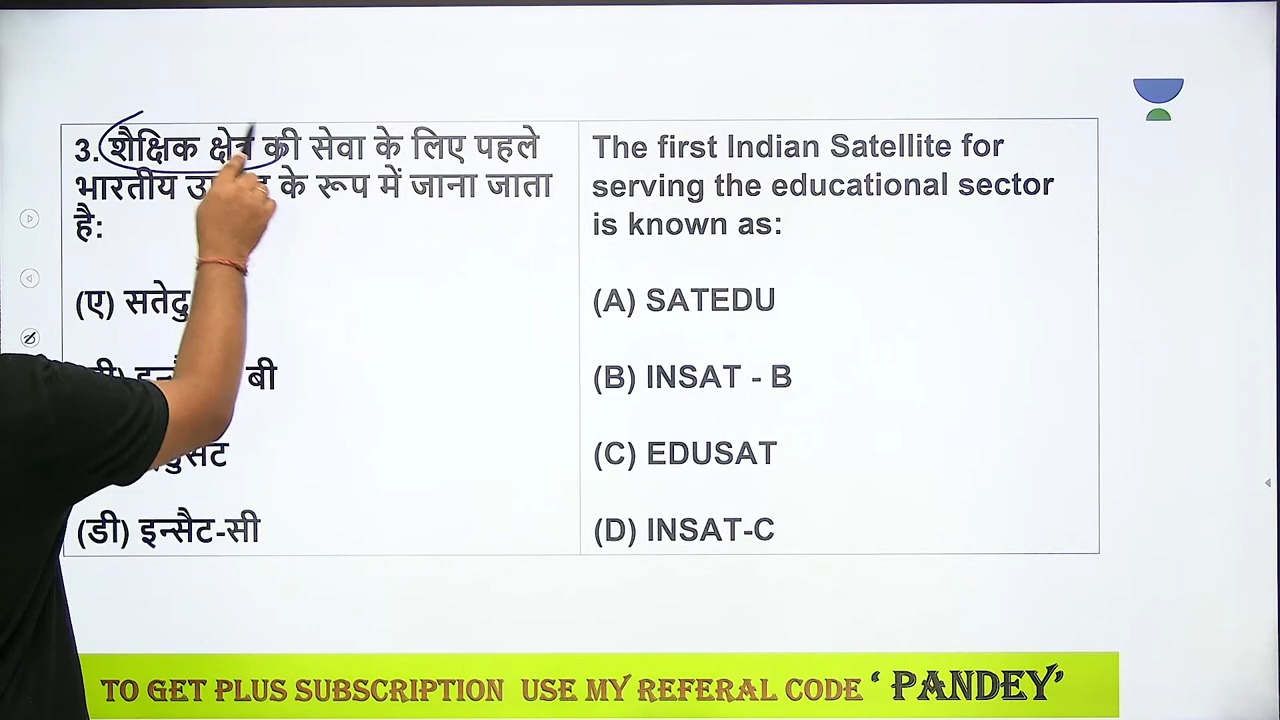 3. शैक्षिक क्षेत्र की सेवा के लिए पहले
भारतीय के रूप में जाना जाता
है:
(ए) सतेदु
बी
(डी) इन्सैट-सी
The first Indian Satellite for
serving the educational sector
is known as:
(A) SATEDU
(B) INSAT - B
(C) EDUSAT
(D) INSAT-C
TO GET PLUS SUBSCRIPTION USE MY REFERAL CODE ‘ PANDEY’